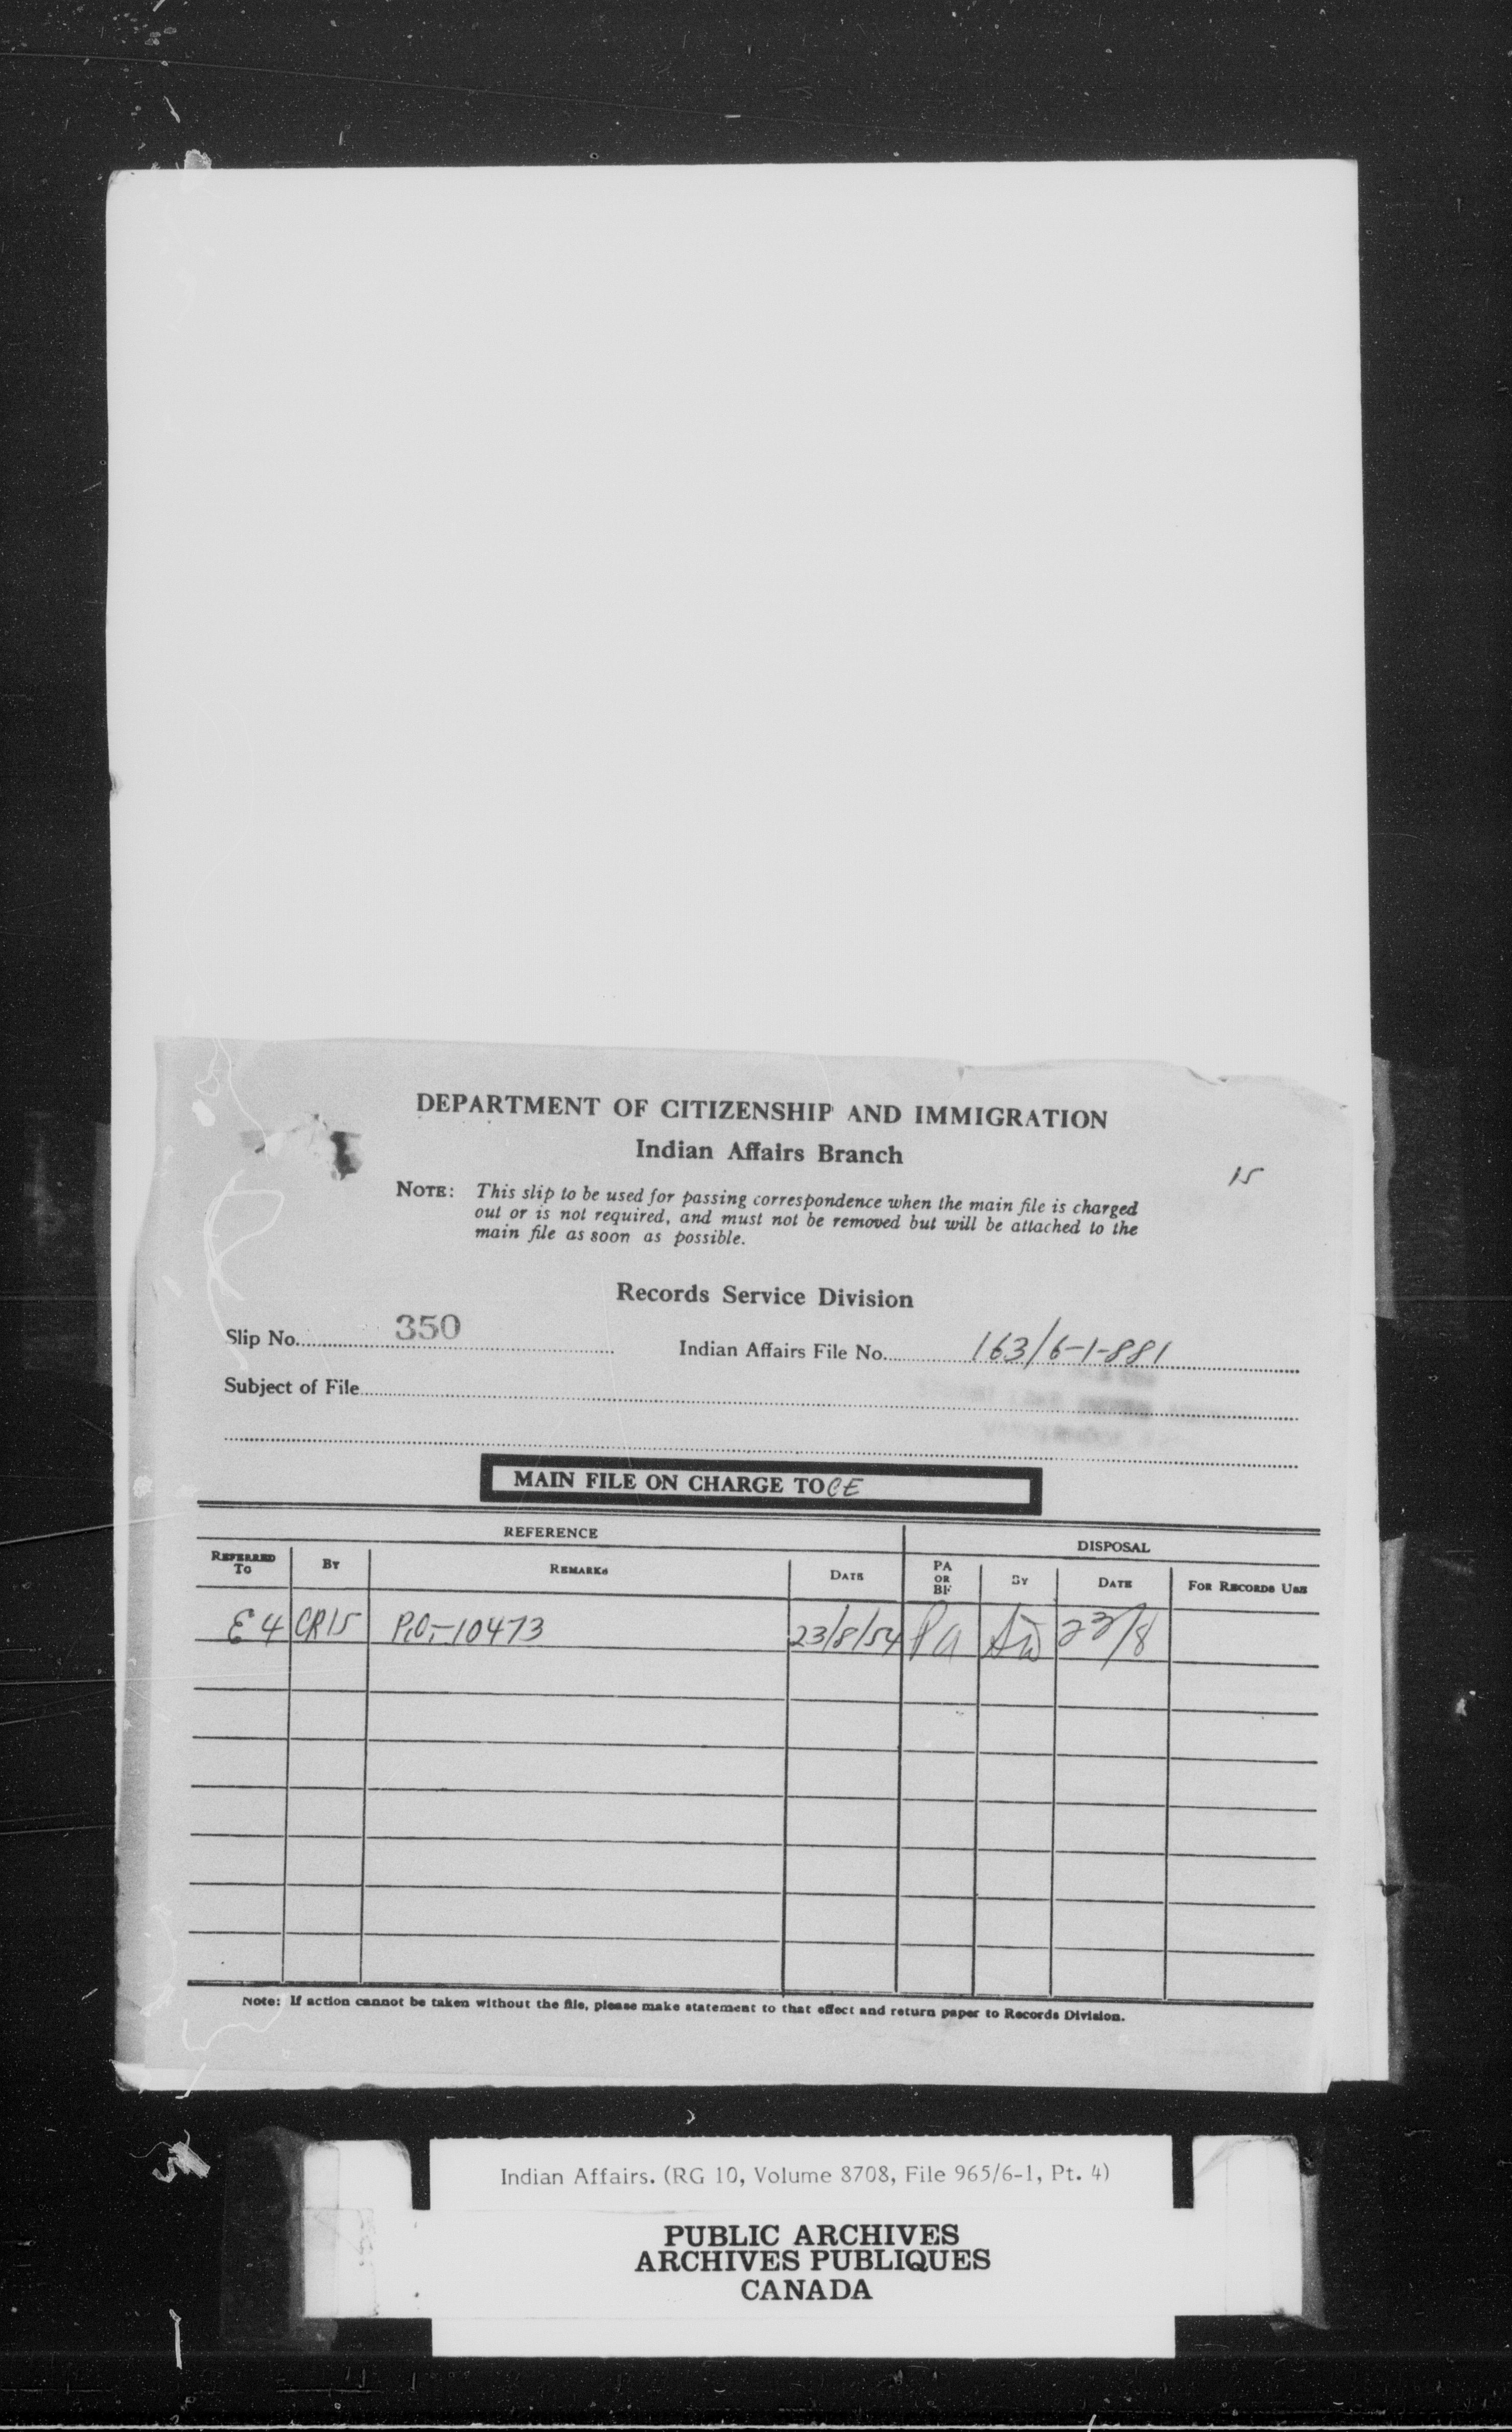 DEPARTMENT OF CITIZENSHIP AND IMMIGRATION
Indian Affairs Branch
15
NOTE: This slip to be used for passing correspondence when the main file is charged
out or is not required, and must not be removed but will be attached to the
main file as soon as possible.
Records Service Division
Slip No. 350
Indian Affairs File No. 163/6-1-881
Subject of File
MAIN FILE ON CHARGE TO CE
REFERENCE
DISPOSAL
REFERRED TO
BY
REMARKS
DATE
PA OR BF
BY
DATE
FOR RECORDS USE
E4 CR15 P.O.-10473 23/8/54 Pa 23/8
Note: If action cannot be taken without the file, please make statement to that effect and return paper to Records Division.
Indian Affairs. (RG 10, Volume 8708, File 965/6-1, Pt. 4)
PUBLIC ARCHIVES
ARCHIVES PUBLIQUES
CANADA